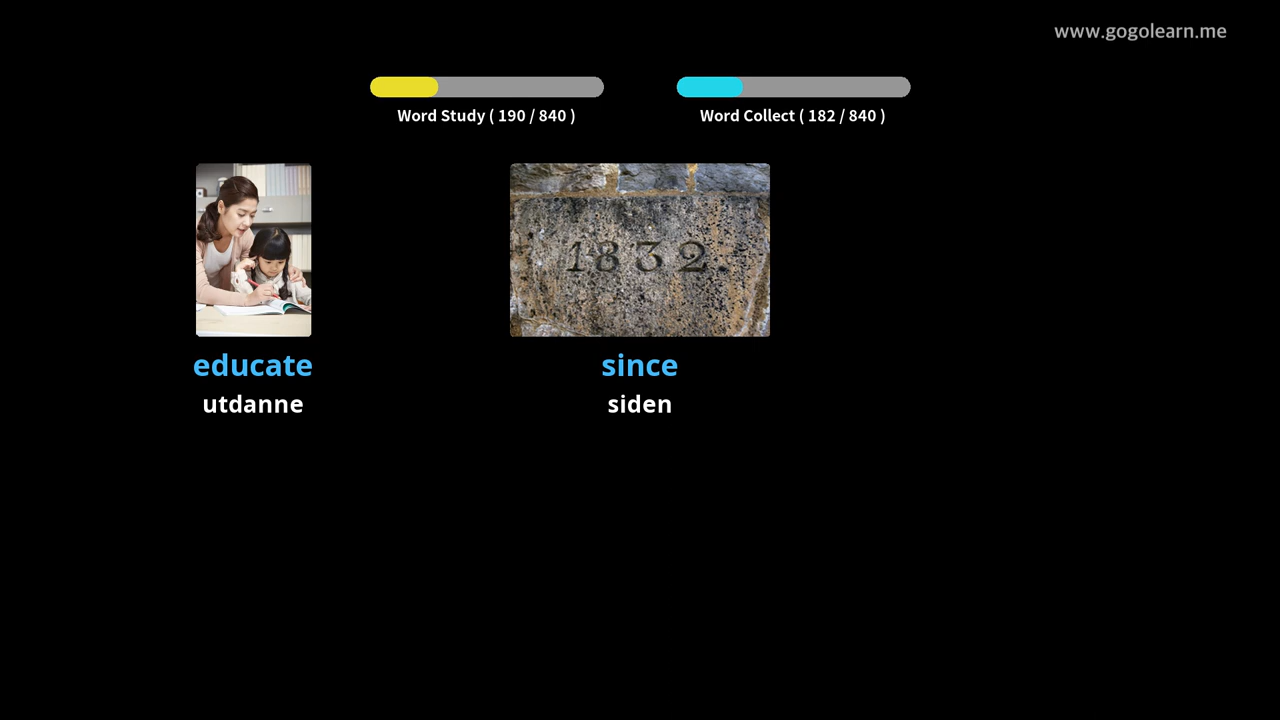 www.gogolearn.me
Word Study ( 190 / 840 )
Word Collect ( 182 / 840 )
1832.
educate
since
utdanne
siden